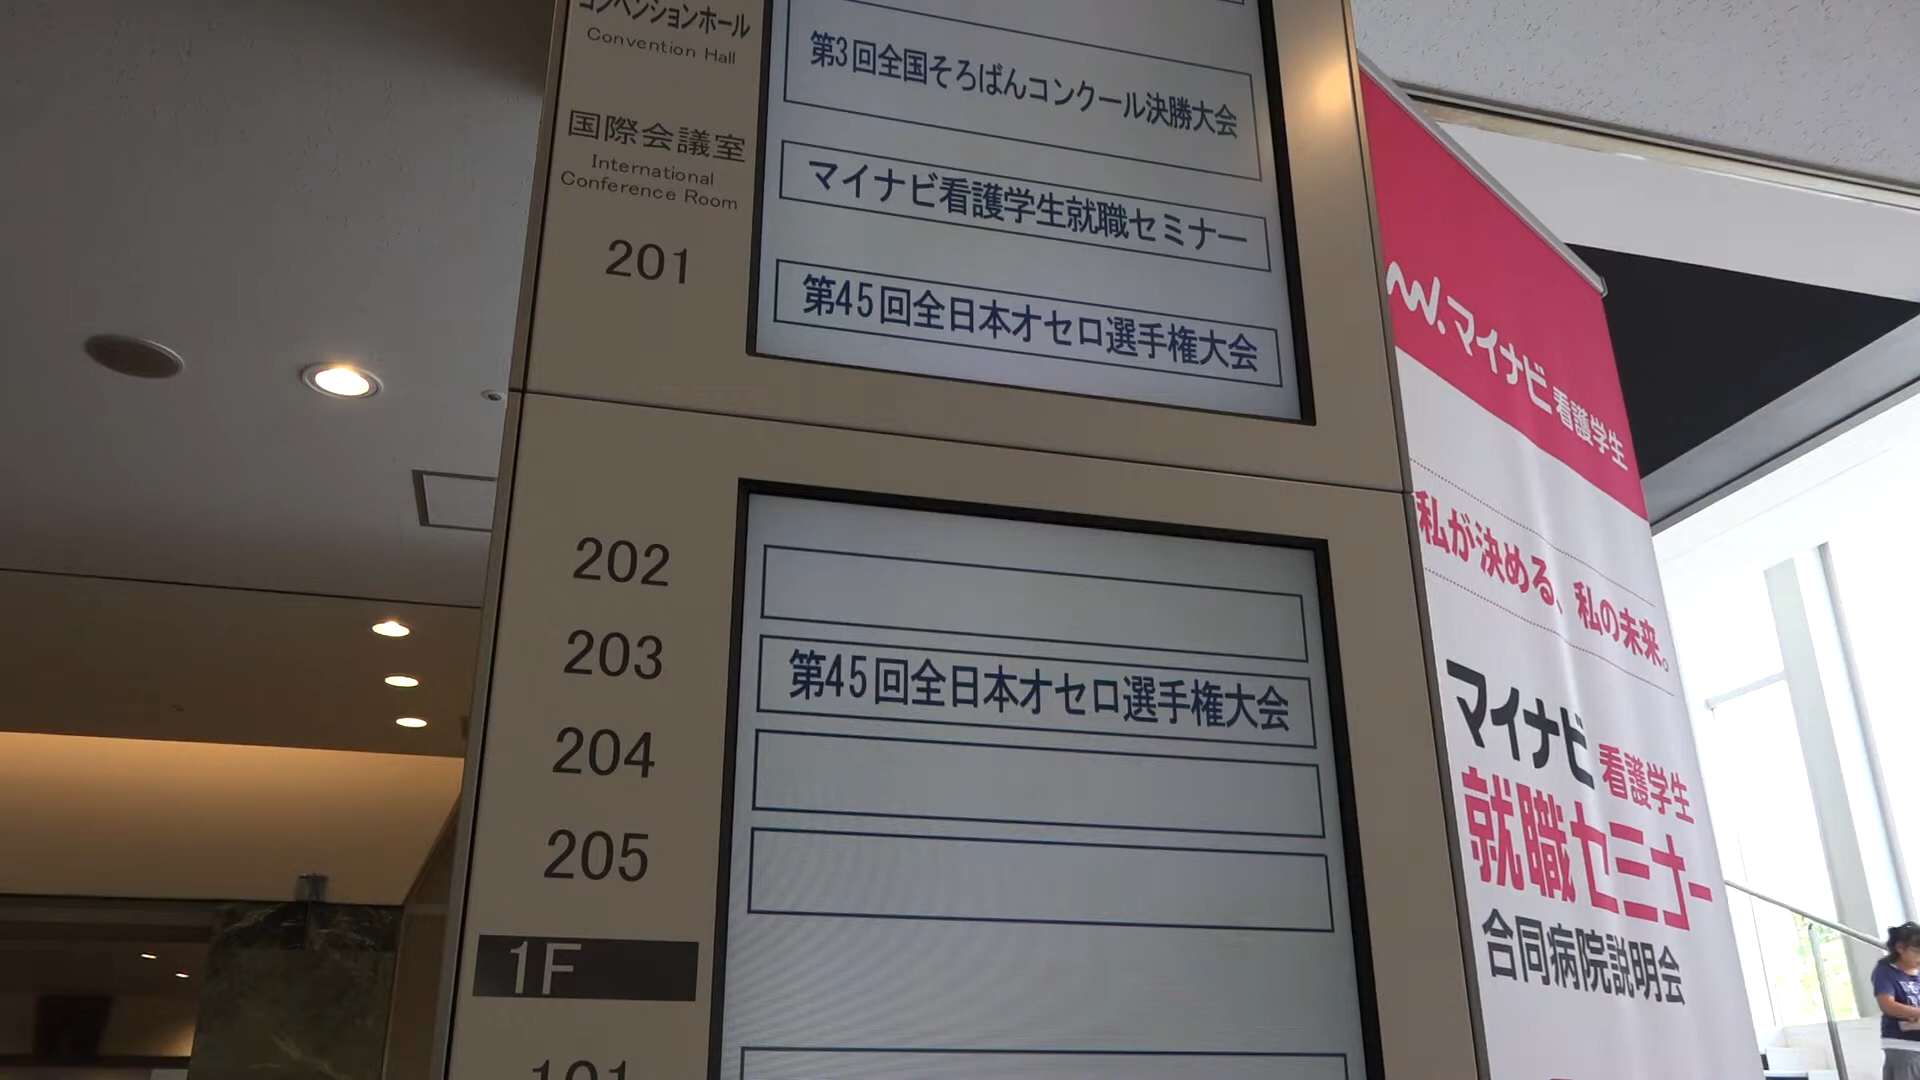 コンベンションホール
Convention Hall
第3回全国そろばんコンクール決勝大会
国際会議室
International
Conference Room
マイナビ看護学生就職セミナー
201
第45回全日本オセロ選手権大会
202
203
第45回全日本オセロ選手権大会
204
205
1F
101
マイナビ看護学生
私が決める、私の未来。
マイナビ看護学生
就職セミナー
合同病院説明会